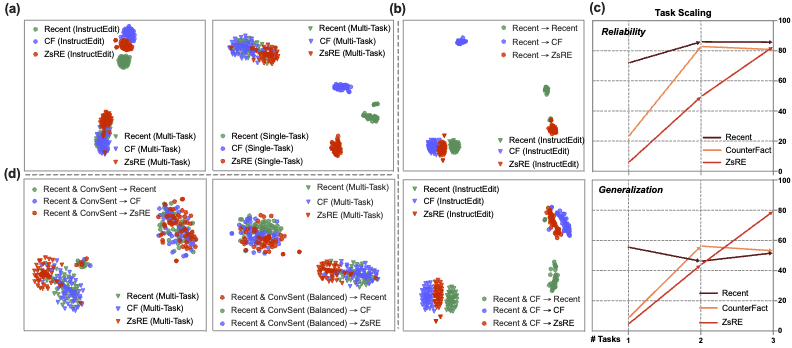 (a)
Recent (InstructEdit)
CF (InstructEdit)
ZsRE (InstructEdit)
Recent (Multi-Task)
CF (Multi-Task)
ZsRE (Multi-Task)
Recent (Multi-Task)
CF (Multi-Task)
ZsRE (Multi-Task)
Recent (Single-Task)
CF (Single-Task)
ZsRE (Single-Task)
(b)
Recent → Recent
Recent → CF
Recent → ZsRE
Recent (InstructEdit)
CF (InstructEdit)
ZsRE (InstructEdit)
(c)
Task Scaling
Reliability
100
80
60
40
20
0
Recent
CounterFact
ZsRE
(d)
Recent & ConvSent → Recent
Recent & ConvSent → CF
Recent & ConvSent → ZsRE
Recent (Multi-Task)
CF (Multi-Task)
ZsRE (Multi-Task)
Recent (Multi-Task)
CF (Multi-Task)
ZsRE (Multi-Task)
Recent & ConvSent (Balanced) → Recent
Recent & ConvSent (Balanced) → CF
Recent & ConvSent (Balanced) → ZsRE
Recent (InstructEdit)
CF (InstructEdit)
ZsRE (InstructEdit)
Recent & CF → Recent
Recent & CF → CF
Recent & CF → ZsRE
Generalization
100
80
60
40
20
0
Recent
CounterFact
ZsRE
# Tasks
1
2
3